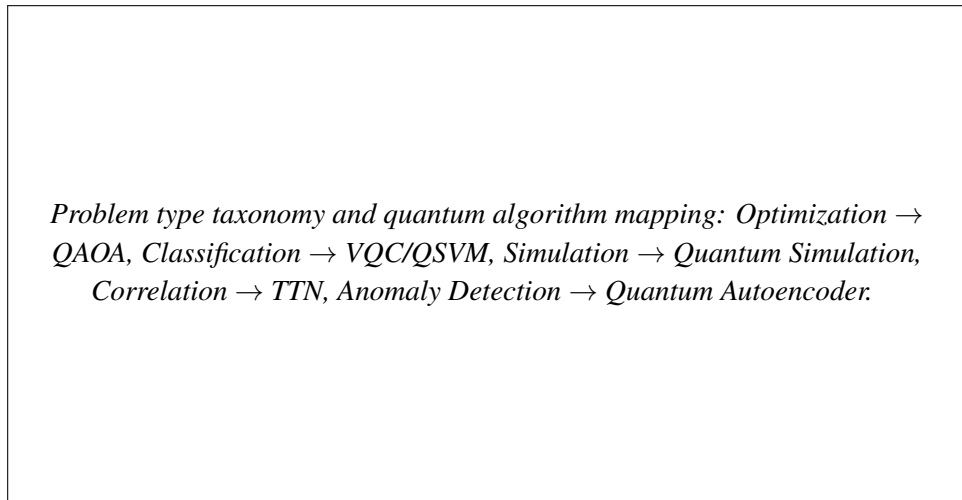 Problem type taxonomy and quantum algorithm mapping: Optimization →
QAOA, Classification → VQC/QSVM, Simulation → Quantum Simulation,
Correlation → TTN, Anomaly Detection → Quantum Autoencoder.